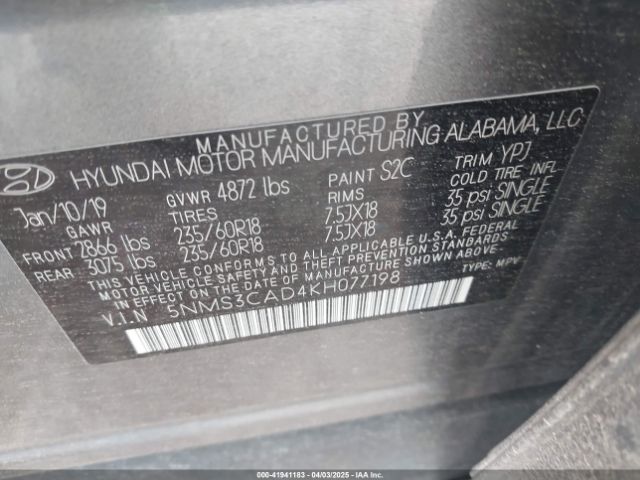 MANUFACTURED BY
HYUNDAI MOTOR MANUFACTURING ALABAMA, LLC
Jan/10/19 GVWR 4872 lbs PAINT S2C TRIM YPJ
GAWR TIRES RIMS COLD TIRE INFL
FRONT 2866 lbs 235/60R18 7.5JX18 35 psi SINGLE
REAR 3075 lbs 235/60R18 7.5JX18 35 psi SINGLE
THIS VEHICLE CONFORMS TO ALL APPLICABLE U.S.A. FEDERAL
MOTOR VEHICLE SAFETY AND THEFT PREVENTION STANDARDS
IN EFFECT ON THE DATE OF MANUFACTURE SHOWN ABOVE.
V.I.N 5NMS3CAD4KH077198 TYPE: MPV
000-41941183 - 04/03/2025 - IAA Inc.